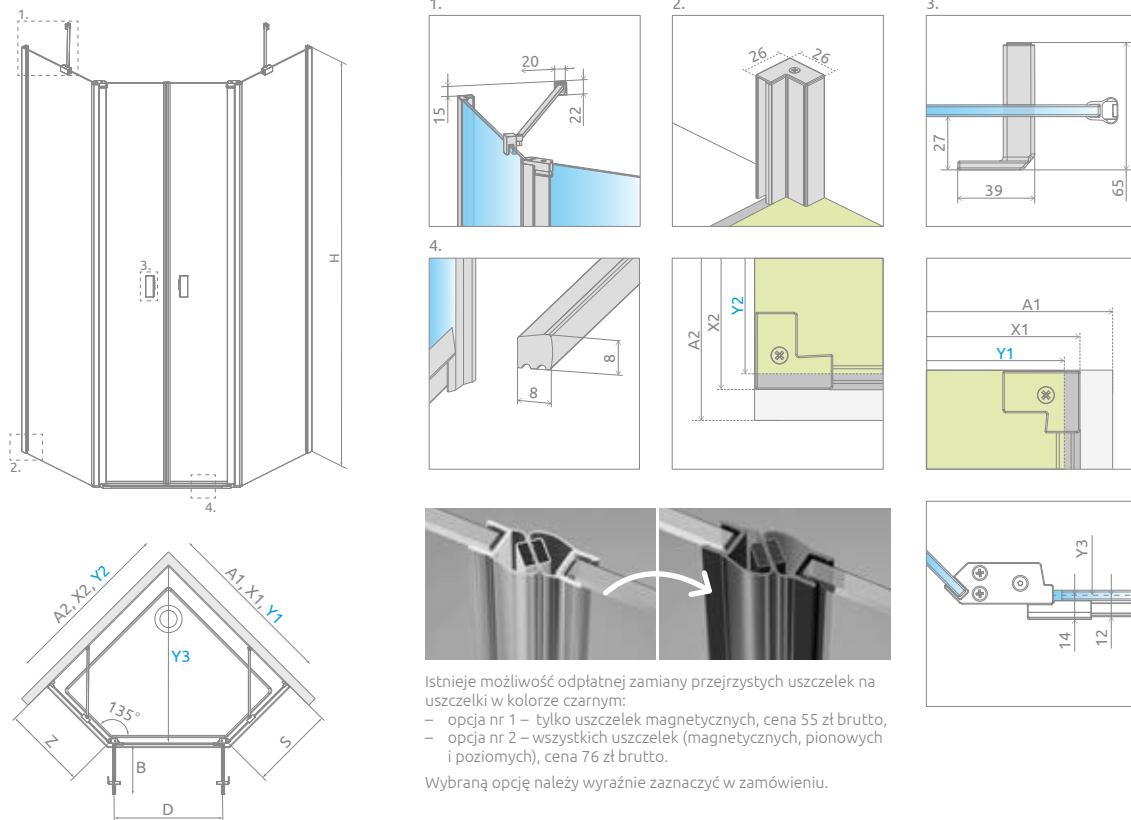 1.
H
3.
2.
4.
A2, X2, Y2
A1, X1, Y1
Y3
135°
Z
S
B
D
1.
20
15
22
2.
26
26
3.
27
39
65
4.
8
8
A2
X2
Y2
A1
X1
Y1
Y3
14
12
Istnieje możliwość odpłatnej zamiany przejrzystych uszczelek na
uszczelki w kolorze czarnym:
– opcja nr 1 – tylko uszczelek magnetycznych, cena 55 zł brutto,
– opcja nr 2 – wszystkich uszczelek (magnetycznych, pionowych
i poziomych), cena 76 zł brutto.
Wybraną opcję należy wyraźnie zaznaczyć w zamówieniu.